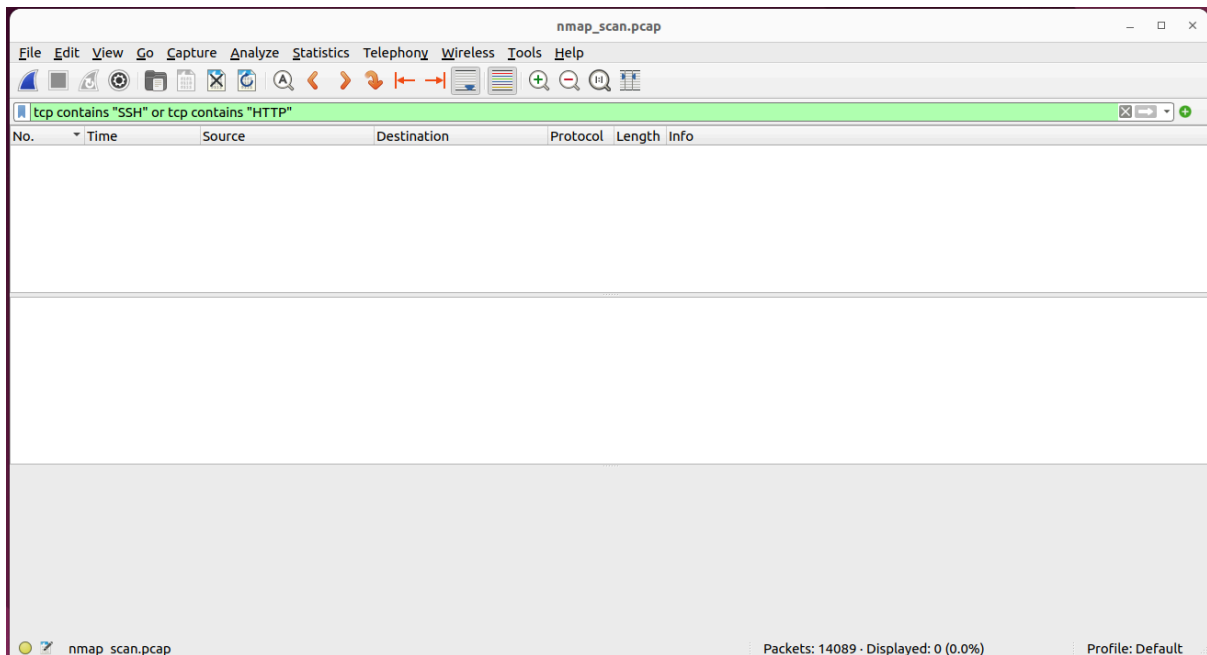 nmap_scan.pcap
File Edit View Go Capture Analyze Statistics Telephony Wireless Tools Help
tcp contains "SSH" or tcp contains "HTTP"
No. Time Source Destination Protocol Length Info
nmap_scan.pcap Packets: 14089 · Displayed: 0 (0.0%) Profile: Default